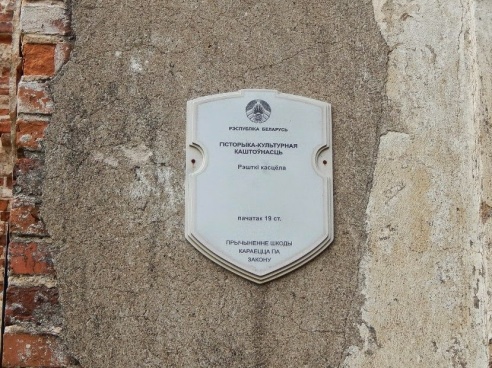 РЭСПУБЛІКА БЕЛАРУСЬ
ГІСТОРЫКА-КУЛЬТУРНАЯ
КАШТОЎНАСЦЬ
Рэшткі касцёла
пачатак 19 ст.
ПРЫЧЫНЕННЕ ШКОДЫ
КАРАЕЦЦА ПА
ЗАКОНУ